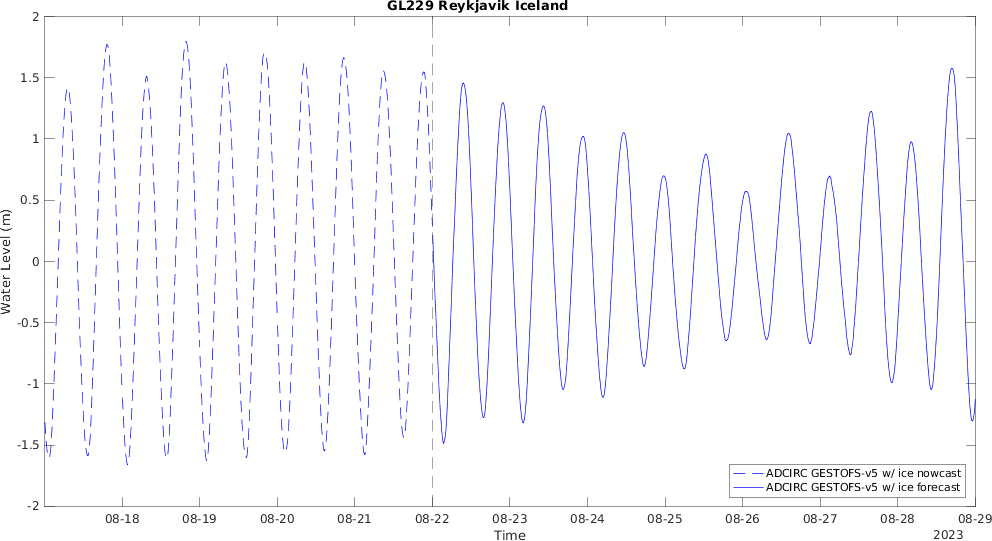 GL229 Reykjavik Iceland
2
1.5
1
0.5
0
-0.5
-1
-1.5
-2
Water Level (m)
08-18 08-19 08-20 08-21 08-22 08-23 08-24 08-25 08-26 08-27 08-28 08-29
Time
2023
ADCIRC GESTOFS-v5 w/ ice nowcast
ADCIRC GESTOFS-v5 w/ ice forecast